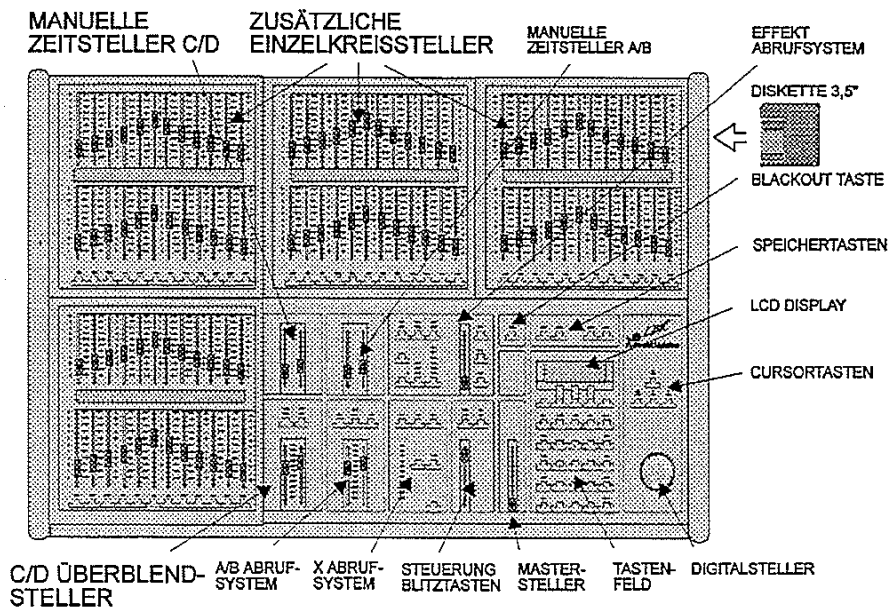 MANUELLE
ZEITSTELLER C/D
ZUSÄTZLICHE
EINZELKREISSTELLER
MANUELLE
ZEITSTELLER A/B
EFFEKT
ABRUFSYSTEM
DISKETTE 3,5"
BLACKOUT TASTE
SPEICHERTASTEN
LCD DISPLAY
CURSORTASTEN
C/D ÜBERBLEND-
STELLER
A/B ABRUF-
SYSTEM
X ABRUF-
SYSTEM
STEUERUNG
BLITZTASTEN
MASTER-
STELLER
TASTEN-
FELD
DIGITALSTELLER